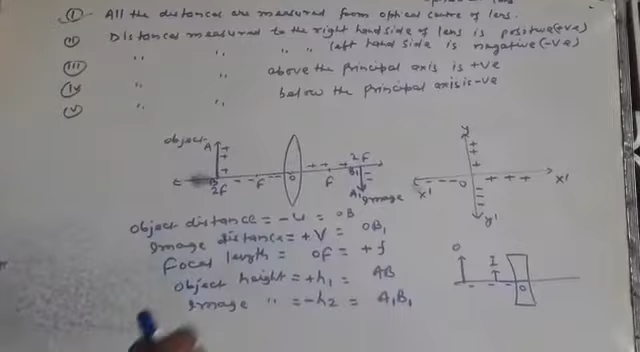 (i) All the distances are measured from optical centre of lens.
(ii) Distances measured to the right hand side of lens is positive(+ve)
(iii) " " " " left hand side is negative(-ve)
(iv) " " above the principal axis is +ve
(v) " " below the principal axis is -ve
object
A
B
2F
F
O
F
2F
B1
A1
image
object distance = -u = OB
Image distance = +V = OB1
Focal length = OF = +f
object height = +h1 = AB
Image " = -h2 = A1B1
y
x'
O
x'
y'
O
I
O